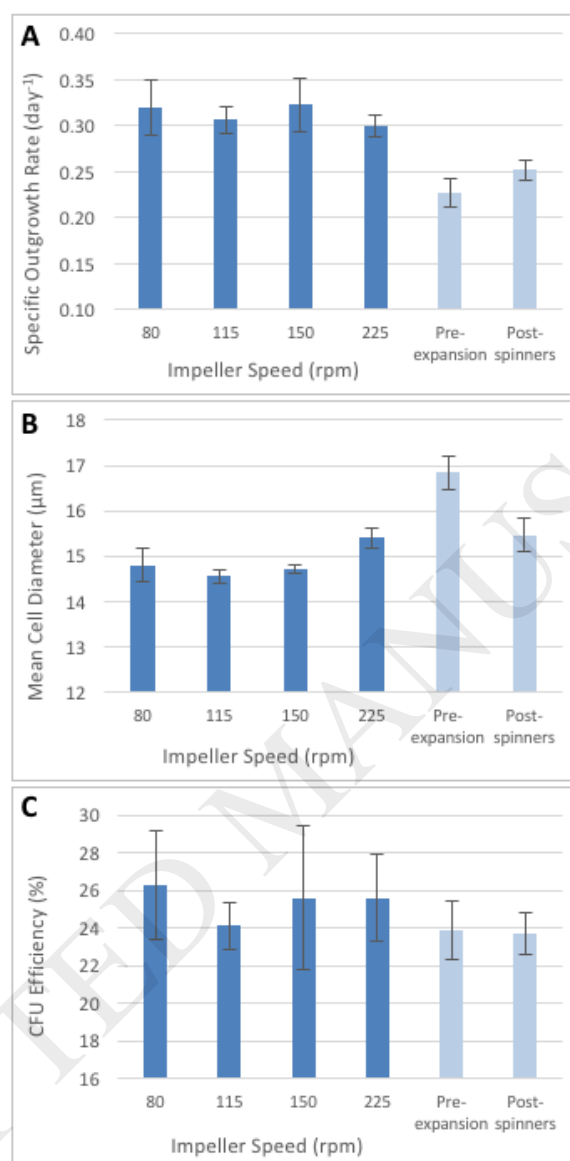 A
Specific Outgrowth Rate (day⁻¹)
0.40
0.35
0.30
0.25
0.20
0.15
0.10
80 115 150 225 Pre-expansion Post-spinners
Impeller Speed (rpm)
B
Mean Cell Diameter (µm)
18
17
16
15
14
13
12
80 115 150 225 Pre-expansion Post-spinners
Impeller Speed (rpm)
C
CFU Efficiency (%)
30
28
26
24
22
20
18
16
80 115 150 225 Pre-expansion Post-spinners
Impeller Speed (rpm)
TED MANUS